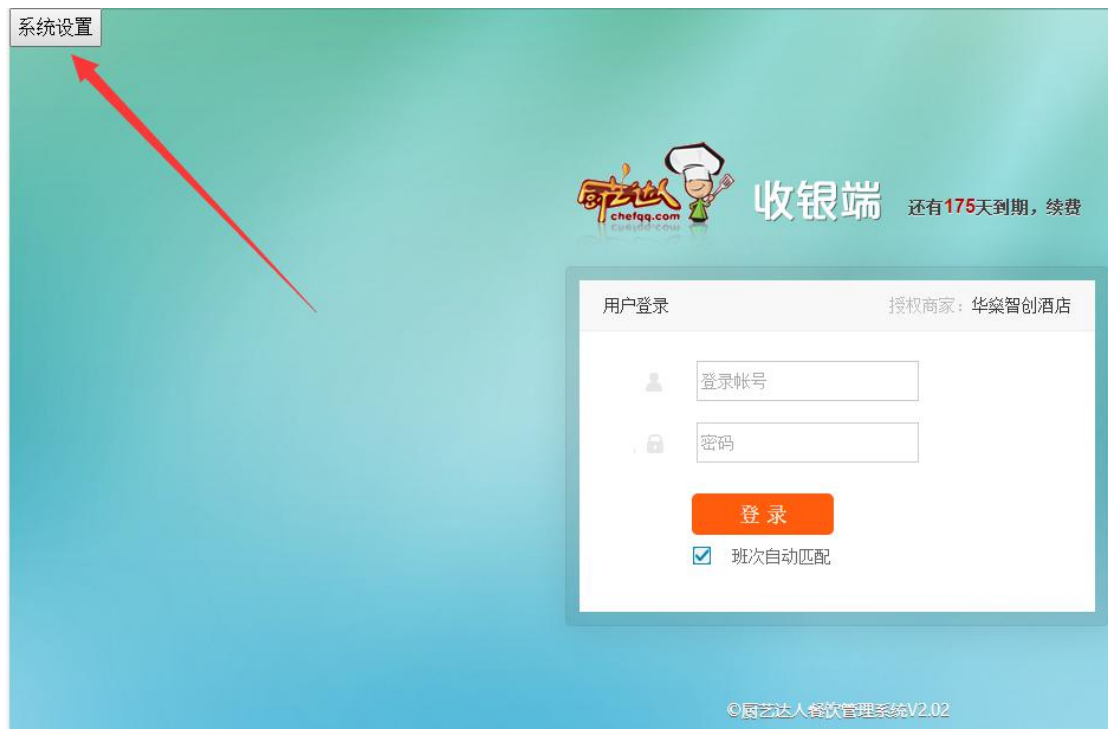 系统设置
厨艺达人
chefqq.com
收银端
还有175天到期，续费
用户登录
授权商家：华燊智创酒店
登录帐号
密码
登 录
班次自动匹配
©厨艺达人餐饮管理系统V2.02